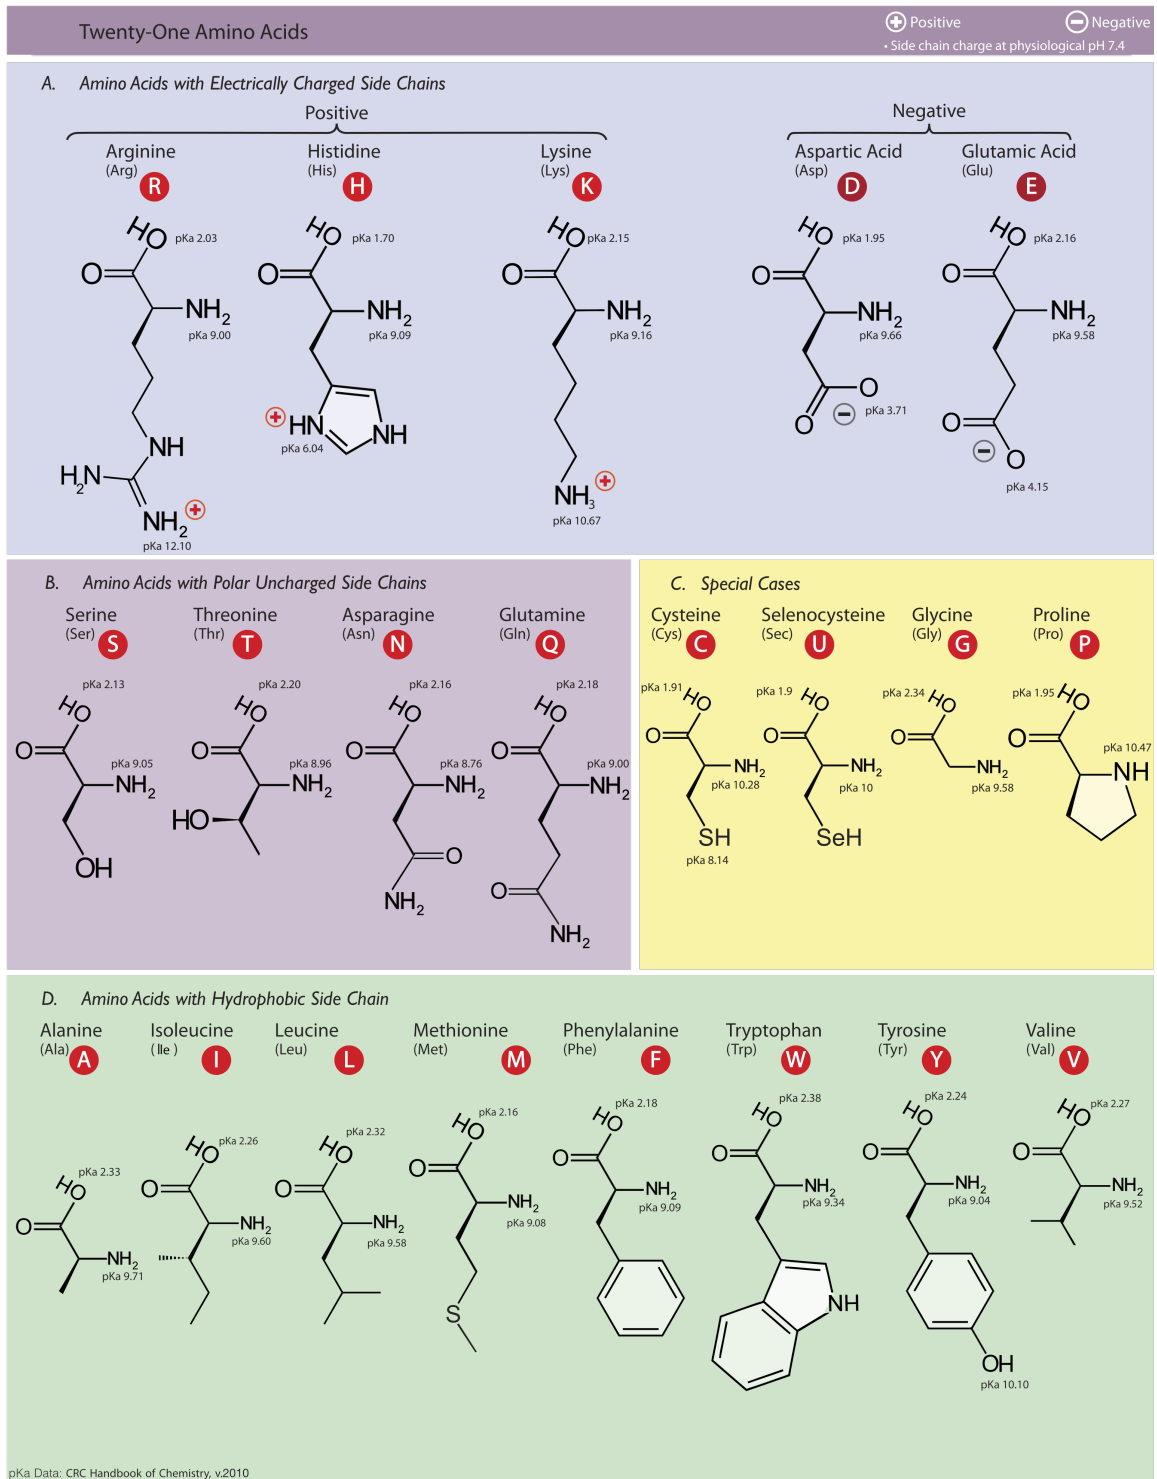 Twenty-One Amino Acids
Positive Negative
• Side chain charge at physiological pH 7.4
A. Amino Acids with Electrically Charged Side Chains
Positive
Negative
Arginine
(Arg)
R
Histidine
(His)
H
Lysine
(Lys)
K
Aspartic Acid
(Asp)
D
Glutamic Acid
(Glu)
E
HO pKa 2.03
O
NH2
pKa 9.00
NH
H2N
NH2
pKa 12.10
HO pKa 1.70
O
NH2
pKa 9.09
HN
pKa 6.04
NH
HO pKa 2.15
O
NH2
pKa 9.16
NH3
pKa 10.67
HO pKa 1.95
O
NH2
pKa 9.66
O
pKa 3.71
O
HO pKa 2.16
O
NH2
pKa 9.58
O
O
pKa 4.15
B. Amino Acids with Polar Uncharged Side Chains
Serine
(Ser)
S
Threonine
(Thr)
T
Asparagine
(Asn)
N
Glutamine
(Gln)
Q
pKa 2.13
HO
O
pKa 9.05
NH2
OH
pKa 2.20
HO
O
pKa 8.96
NH2
HO
pKa 2.16
HO
O
pKa 8.76
NH2
O
NH2
pKa 2.18
HO
O
pKa 9.00
NH2
O
NH2
C. Special Cases
Cysteine
(Cys)
C
Selenocysteine
(Sec)
U
Glycine
(Gly)
G
Proline
(Pro)
P
pKa 1.91
HO
O
NH2
pKa 10.28
SH
pKa 8.14
pKa 1.9
HO
O
NH2
pKa 10
SeH
pKa 2.34
HO
O
NH2
pKa 9.58
pKa 1.95
HO
O
pKa 10.47
NH
D. Amino Acids with Hydrophobic Side Chain
Alanine
(Ala)
A
Isoleucine
(Ile)
I
Leucine
(Leu)
L
Methionine
(Met)
M
Phenylalanine
(Phe)
F
Tryptophan
(Trp)
W
Tyrosine
(Tyr)
Y
Valine
(Val)
V
pKa 2.33
HO
O
NH2
pKa 9.71
pKa 2.26
HO
O
NH2
pKa 9.60
pKa 2.32
HO
O
NH2
pKa 9.58
pKa 2.16
HO
O
NH2
pKa 9.08
S
pKa 2.18
HO
O
NH2
pKa 9.09
pKa 2.38
HO
O
NH2
pKa 9.34
NH
pKa 2.24
HO
O
NH2
pKa 9.04
OH
pKa 10.10
pKa 2.27
HO
O
NH2
pKa 9.52
pKa Data: CRC Handbook of Chemistry, v.2010